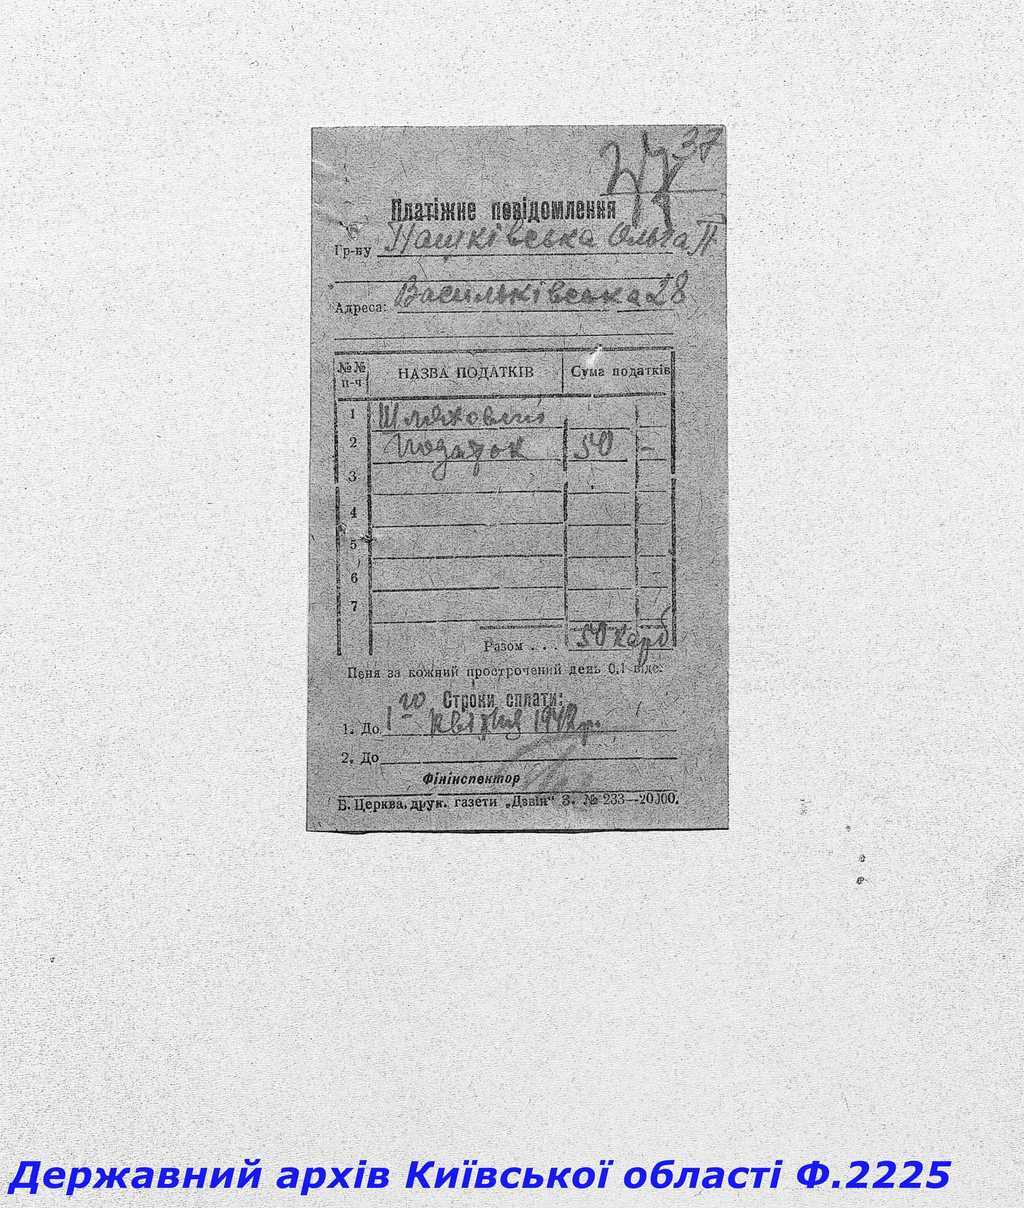 37
Платіжне повідомлення
Гр-ну Пашківська Ольга П
Адреса: Васильківська 28
№№ п-ч НАЗВА ПОДАТКІВ Сума податків
1 Шляховий
2 податок 50 –
3
4
5
6
7
Разом . . . 50 карб
Пеня за кожний прострочений день 0,1 відс.
Строки сплати:
1. До 1-го квітня 1942 р.
2. До
Фінінспектор
Б. Церква, друк. газети „Дзвін“ З. № 233—20000.
Державний архів Київської області Ф.2225